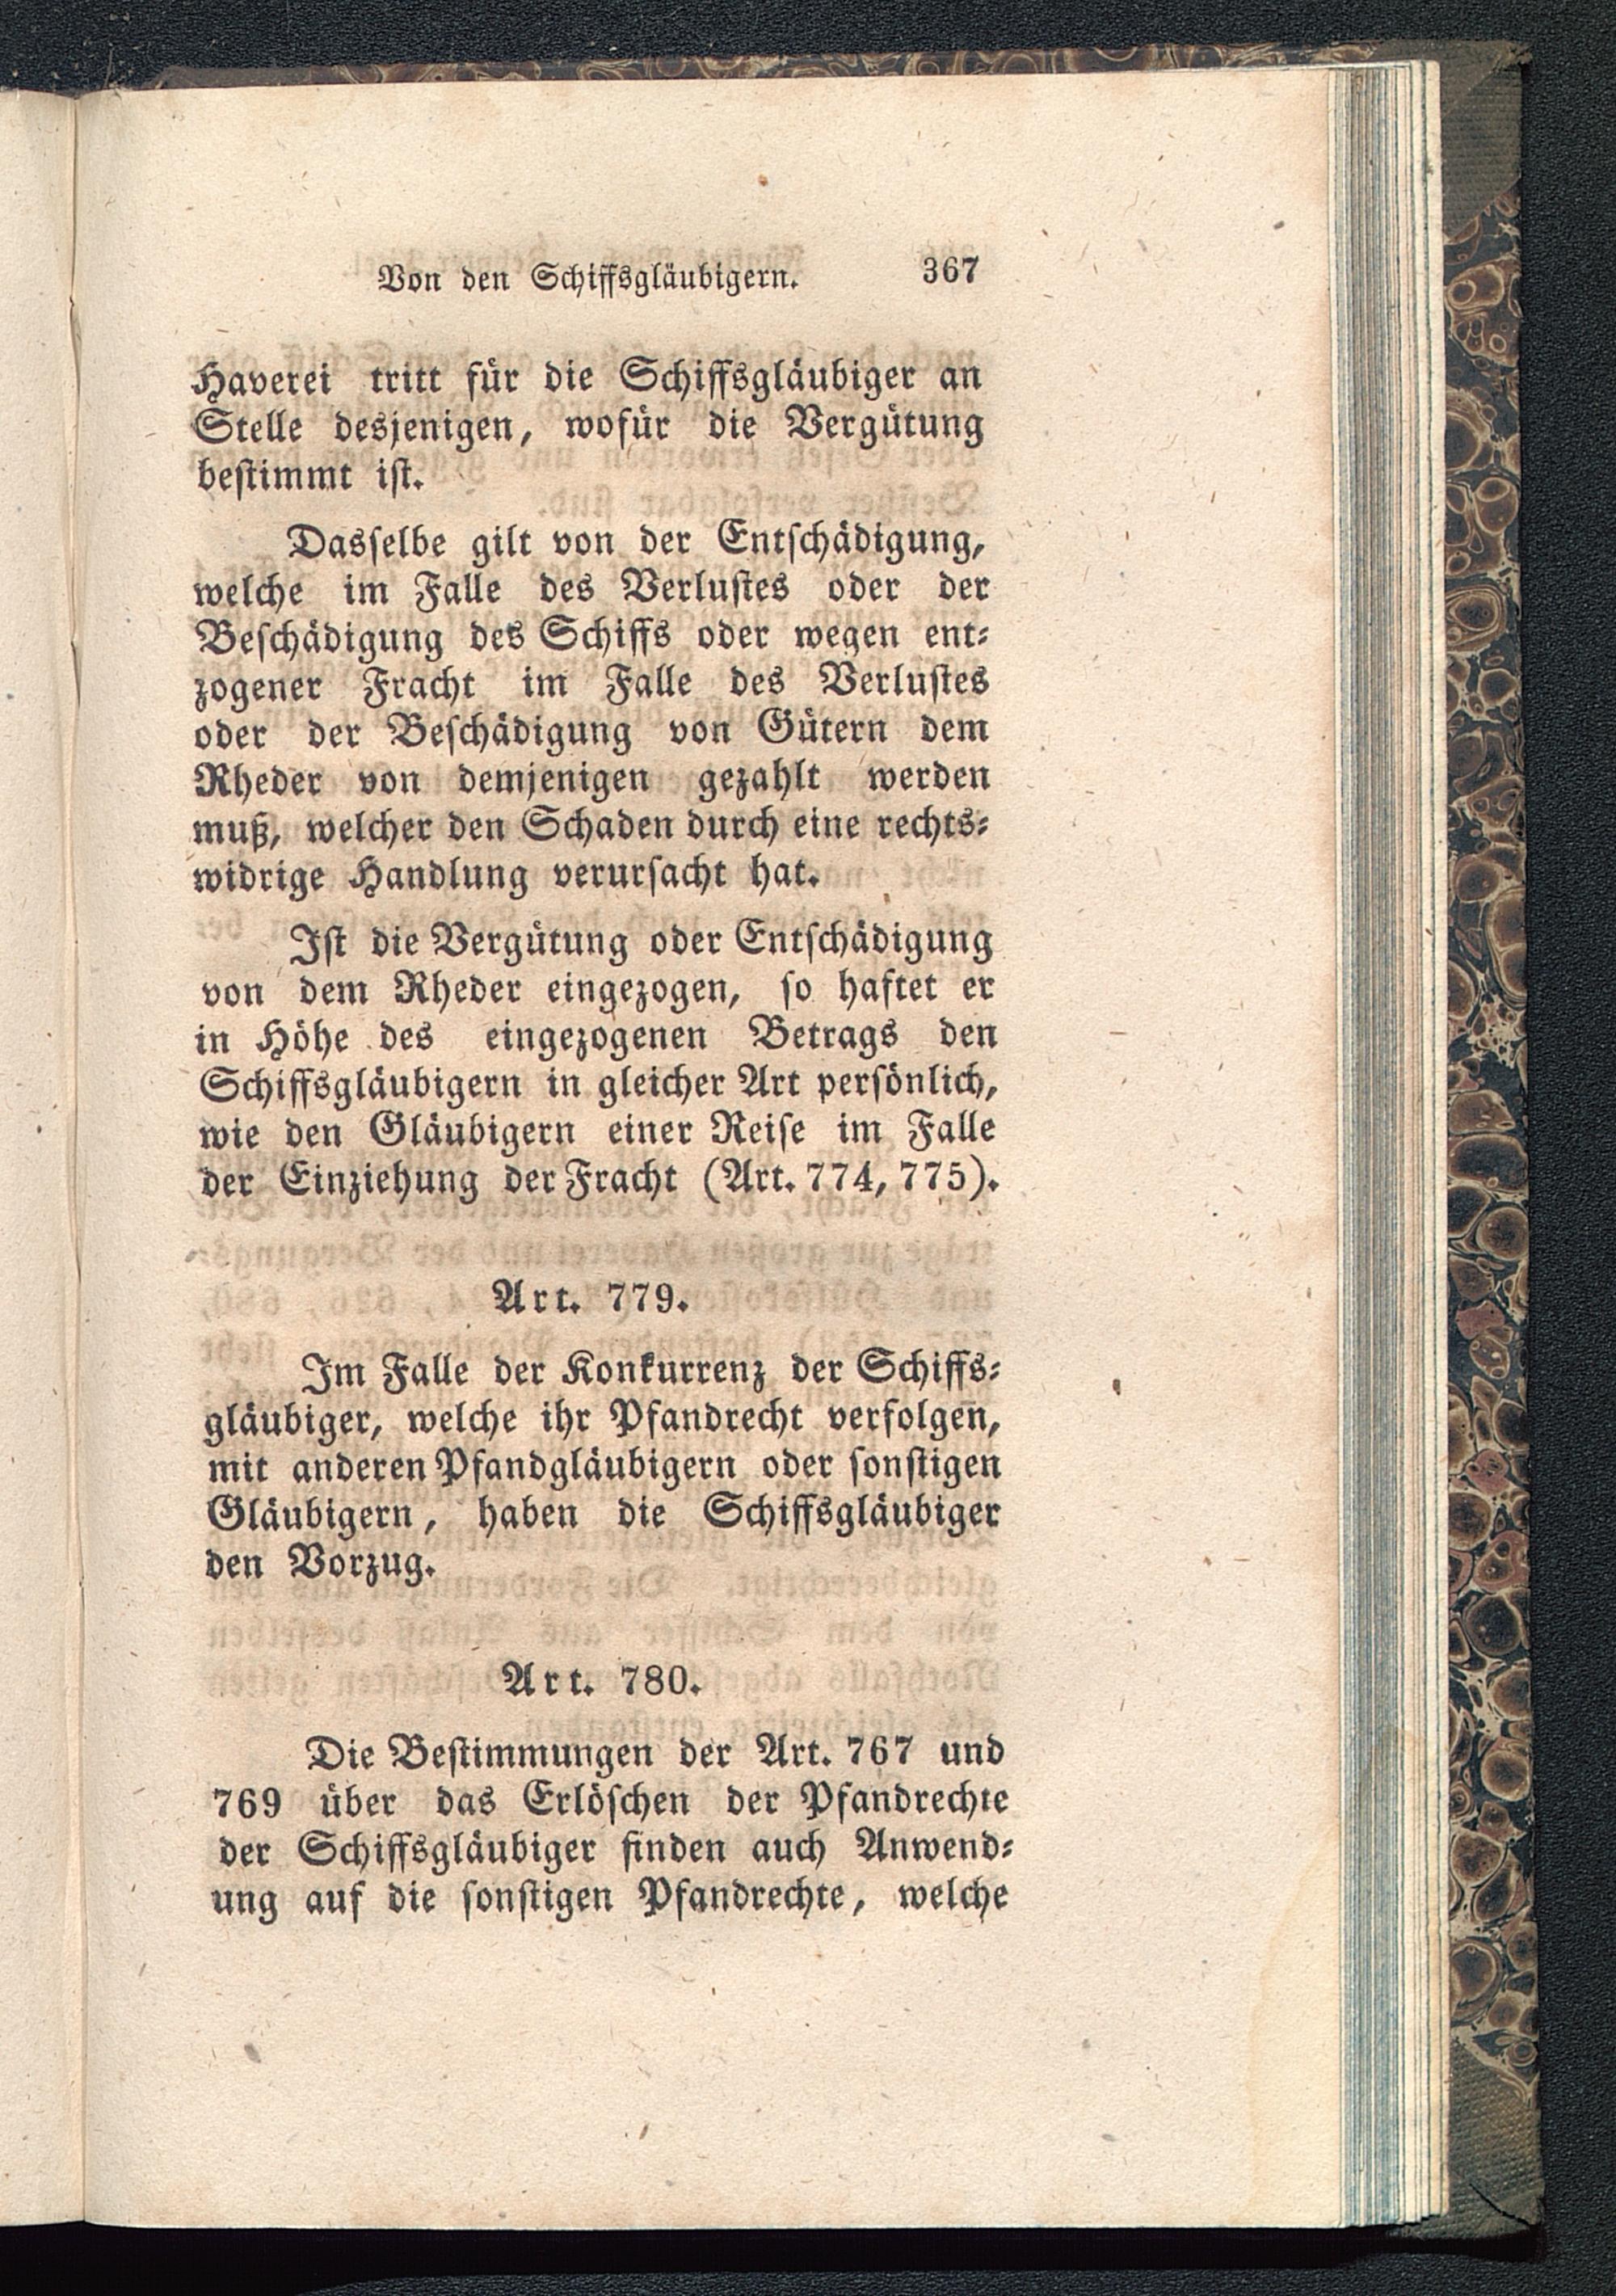 Von den Schiffsgläubigern. 367
Haverei tritt für die Schiffsgläubiger an
Stelle desjenigen, wofür die Vergütung
bestimmt ist.
Dasselbe gilt von der Entschädigung,
welche im Falle des Verlustes oder der
Beschädigung des Schiffs oder wegen ent-
zogener Fracht im Falle des Verlustes
oder der Beschädigung von Gütern dem
Rheder von demjenigen gezahlt werden
muß, welcher den Schaden durch eine rechts-
widrige Handlung verursacht hat.
Ist die Vergütung oder Entschädigung
von dem Rheder eingezogen, so haftet er
in Höhe des eingezogenen Betrags den
Schiffsgläubigern in gleicher Art persönlich,
wie den Gläubigern einer Reise im Falle
der Einziehung der Fracht (Art. 774, 775).
Art. 779.
Im Falle der Konkurrenz der Schiffs-
gläubiger, welche ihr Pfandrecht verfolgen,
mit anderen Pfandgläubigern oder sonstigen
Gläubigern, haben die Schiffsgläubiger
den Vorzug.
Art. 780.
Die Bestimmungen der Art. 767 und
769 über das Erlöschen der Pfandrechte
der Schiffsgläubiger finden auch Anwend-
ung auf die sonstigen Pfandrechte, welche